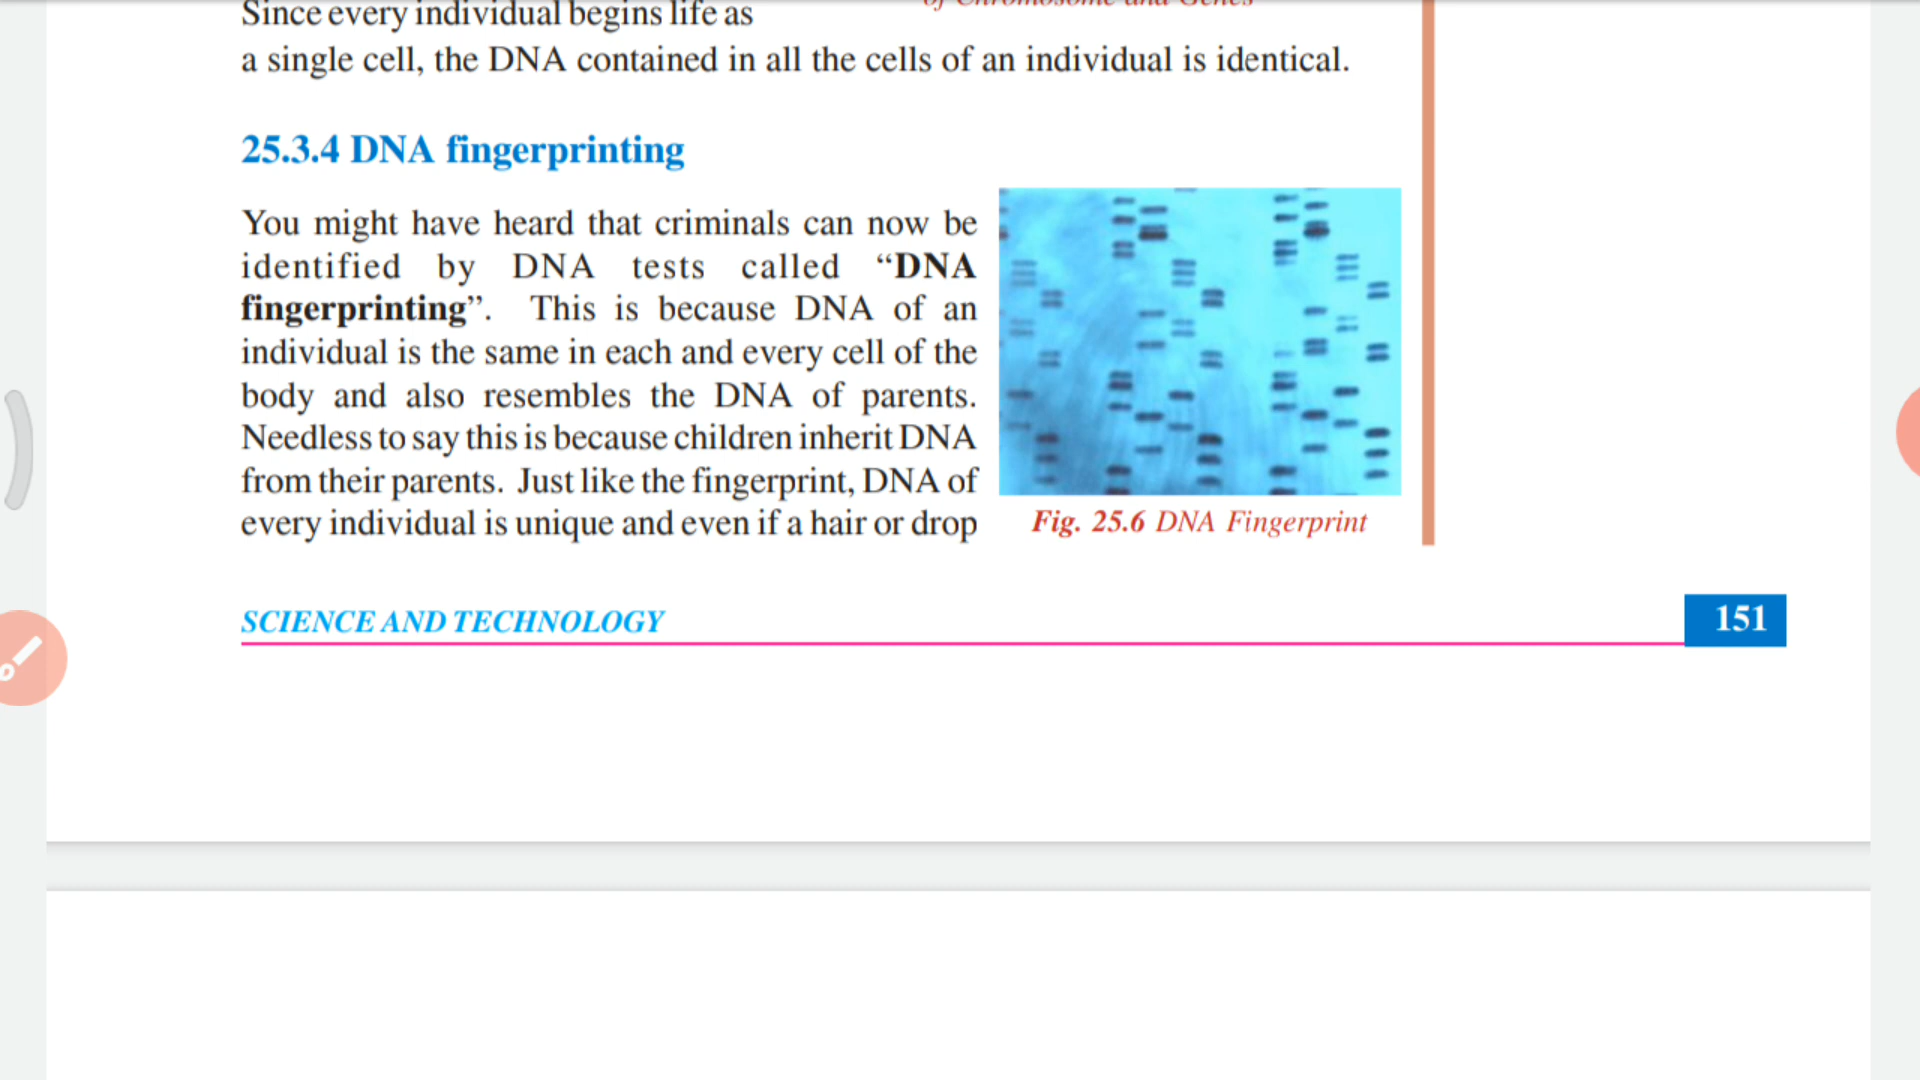 Since every individual begins life as
of Chromosome and Genes
a single cell, the DNA contained in all the cells of an individual is identical.
25.3.4 DNA fingerprinting
You might have heard that criminals can now be
identified by DNA tests called “DNA
fingerprinting”. This is because DNA of an
individual is the same in each and every cell of the
body and also resembles the DNA of parents.
Needless to say this is because children inherit DNA
from their parents. Just like the fingerprint, DNA of
every individual is unique and even if a hair or drop
Fig. 25.6 DNA Fingerprint
SCIENCE AND TECHNOLOGY
151